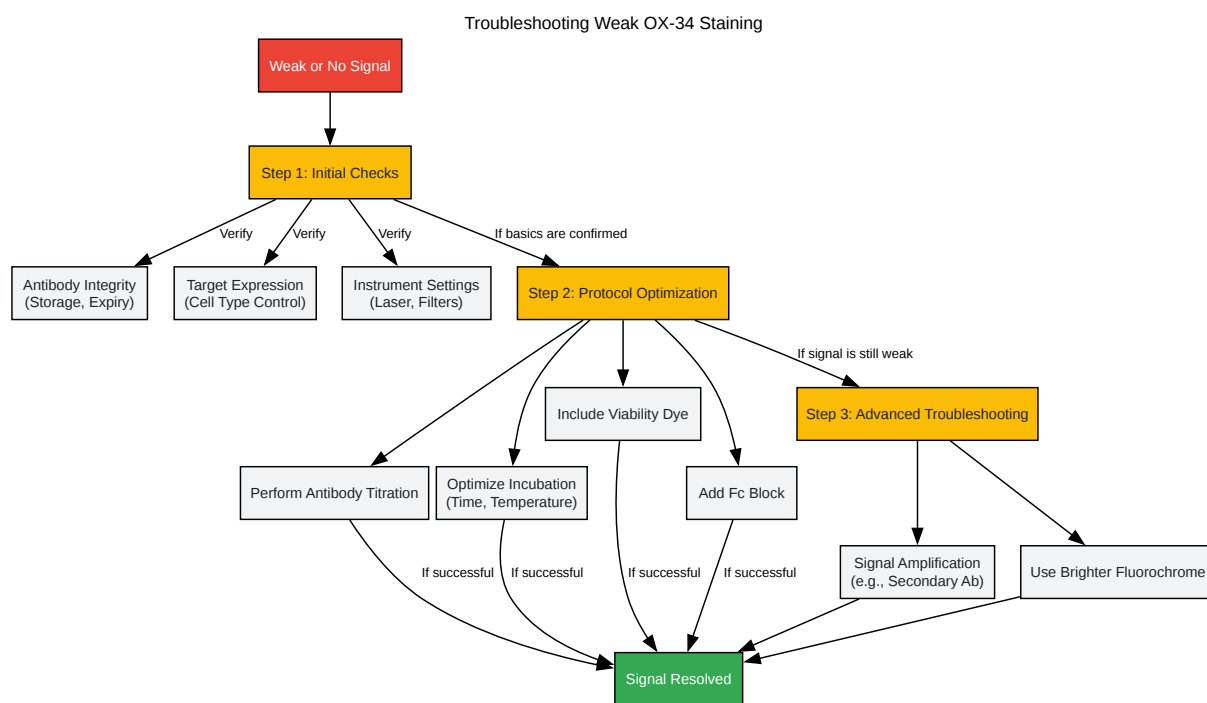 Troubleshooting Weak OX-34 Staining
Weak or No Signal
Step 1: Initial Checks
Verify
Verify
Verify
If basics are confirmed
Antibody Integrity
(Storage, Expiry)
Target Expression
(Cell Type Control)
Instrument Settings
(Laser, Filters)
Step 2: Protocol Optimization
If signal is still weak
Include Viability Dye
Step 3: Advanced Troubleshooting
Perform Antibody Titration
Optimize Incubation
(Time, Temperature)
Add Fc Block
If successful
If successful
If successful
If successful
Signal Amplification
(e.g., Secondary Ab)
Use Brighter Fluorochrome
Signal Resolved